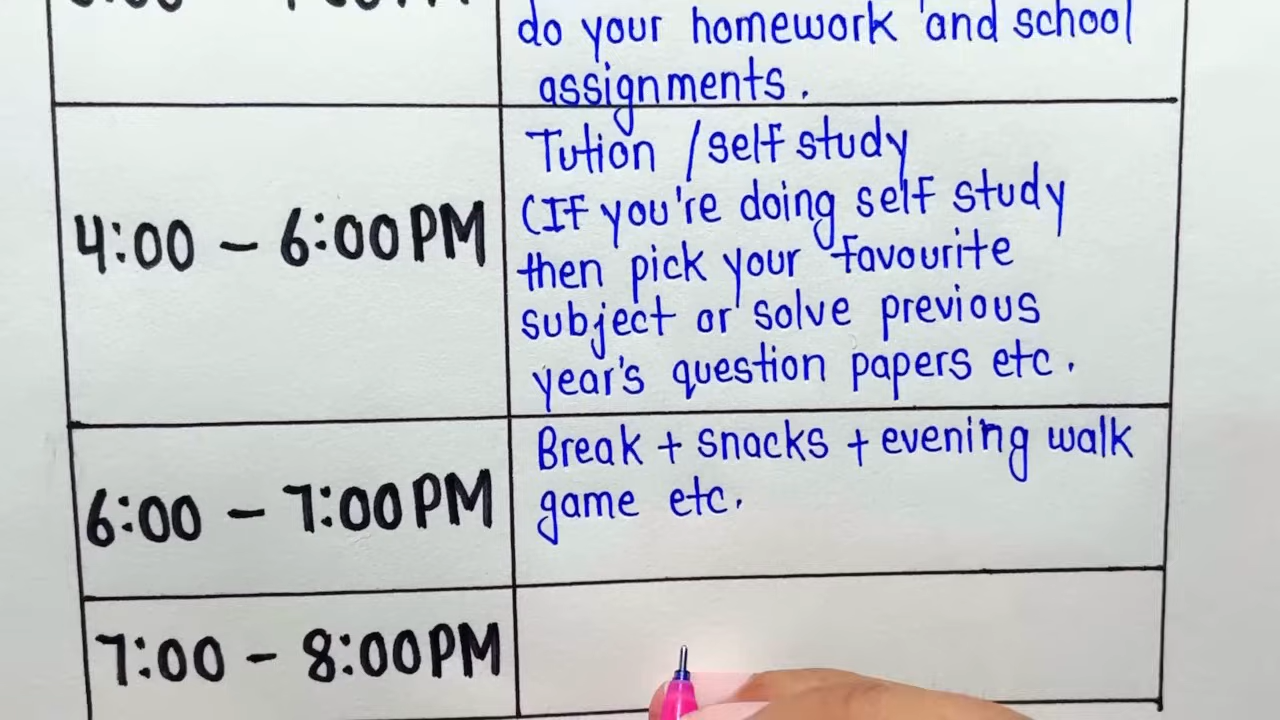 do your homework and school
assignments.
Tution / self study
4:00 - 6:00 PM
(If you're doing self study
then pick your favourite
subject or solve previous
year's question papers etc.
6:00 - 7:00 PM
Break + snacks + evening walk
game etc.
7:00 - 8:00 PM